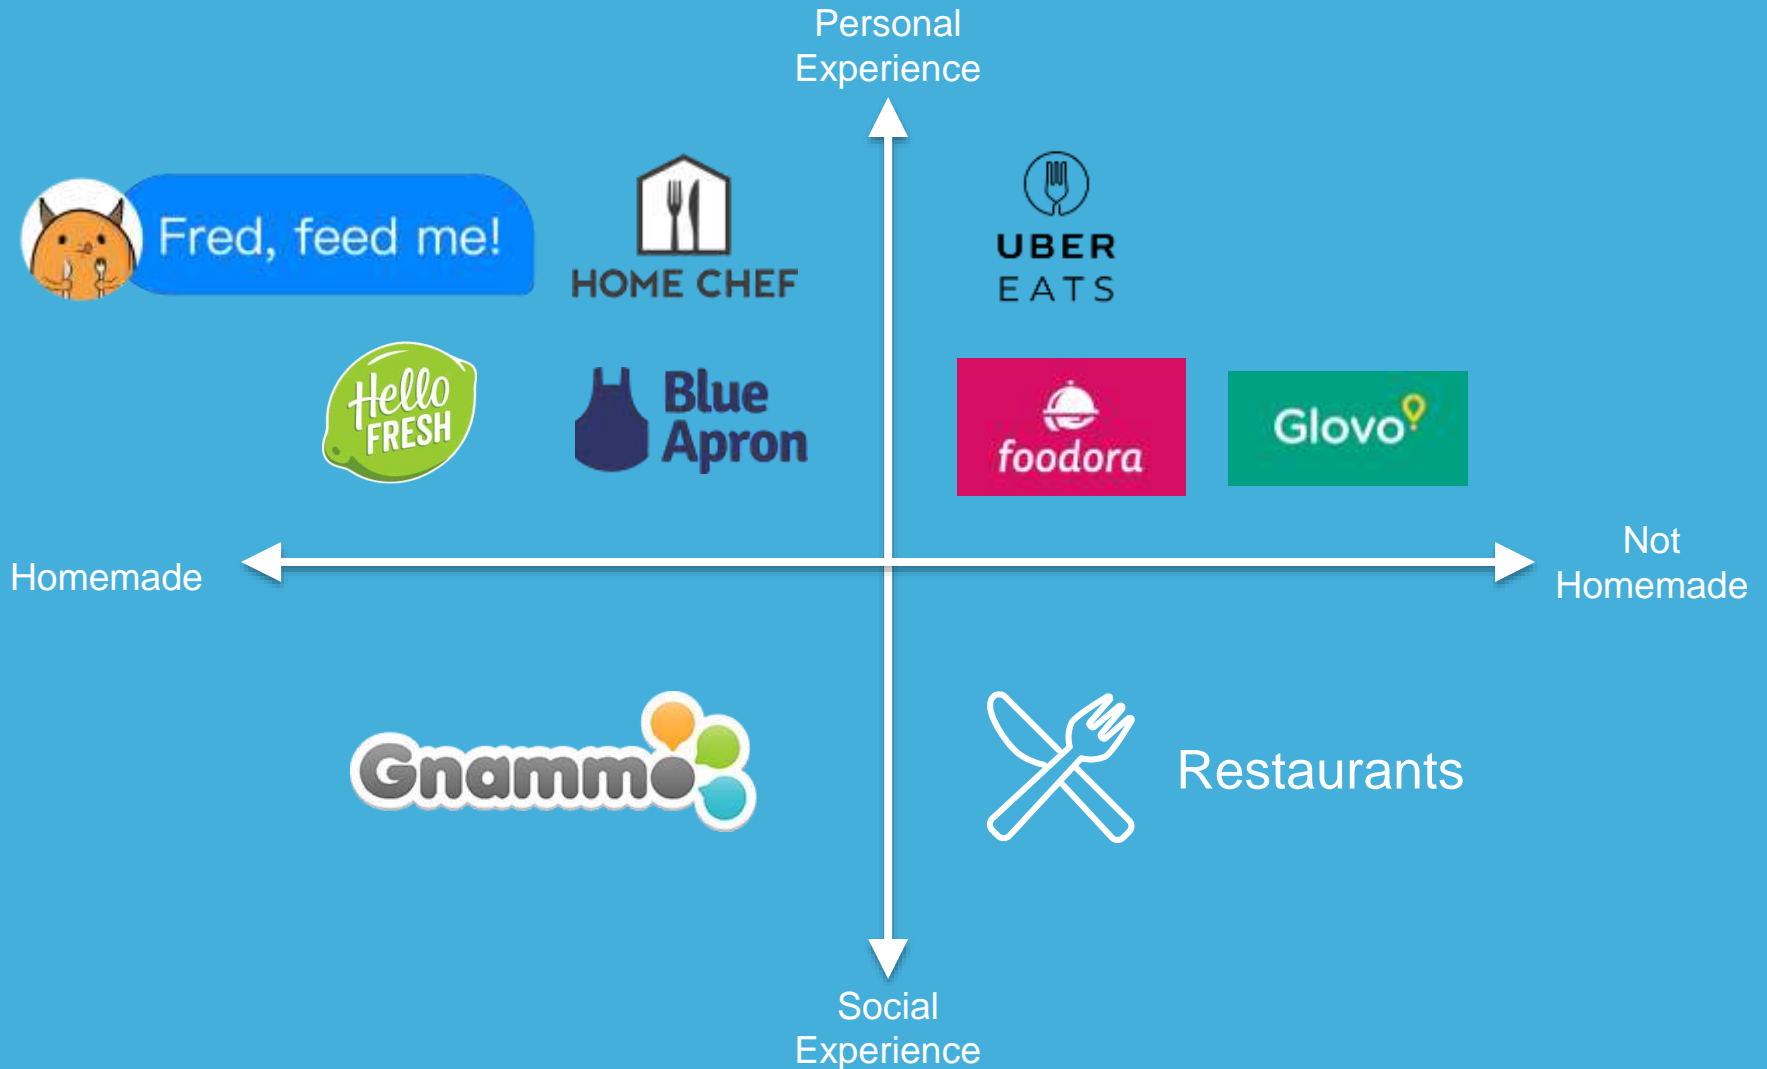 Personal
Experience
Fred, feed me!
HOME CHEF
UBER
EATS
Hello
FRESH
Blue
Apron
foodora
Glovo
Homemade
Not
Homemade
Gnammo
Restaurants
Social
Experience